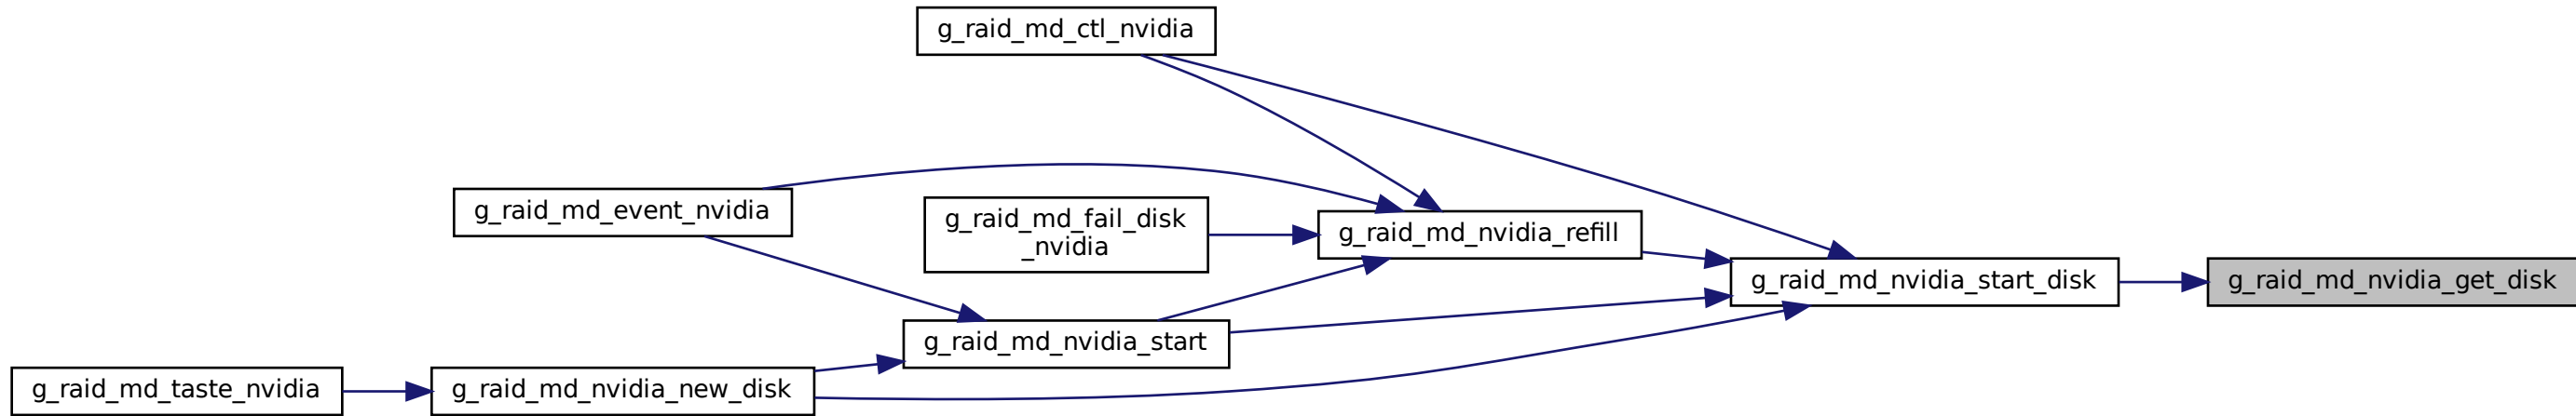 g_raid_md_ctl_nvidia
g_raid_md_event_nvidia
g_raid_md_fail_disk
_nvidia
g_raid_md_nvidia_refill
g_raid_md_nvidia_start_disk
g_raid_md_nvidia_get_disk
g_raid_md_nvidia_start
g_raid_md_taste_nvidia
g_raid_md_nvidia_new_disk